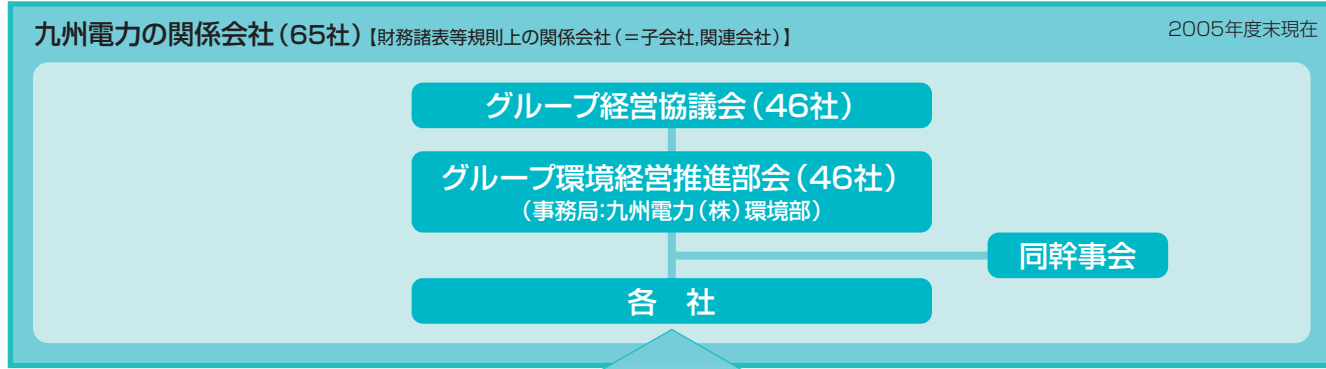 九州電力の関係会社(65社)【財務諸表等規則上の関係会社(=子会社,関連会社)】
2005年度末現在
グループ経営協議会(46社)
グループ環境経営推進部会(46社)
(事務局:九州電力(株)環境部)
同幹事会
各 社